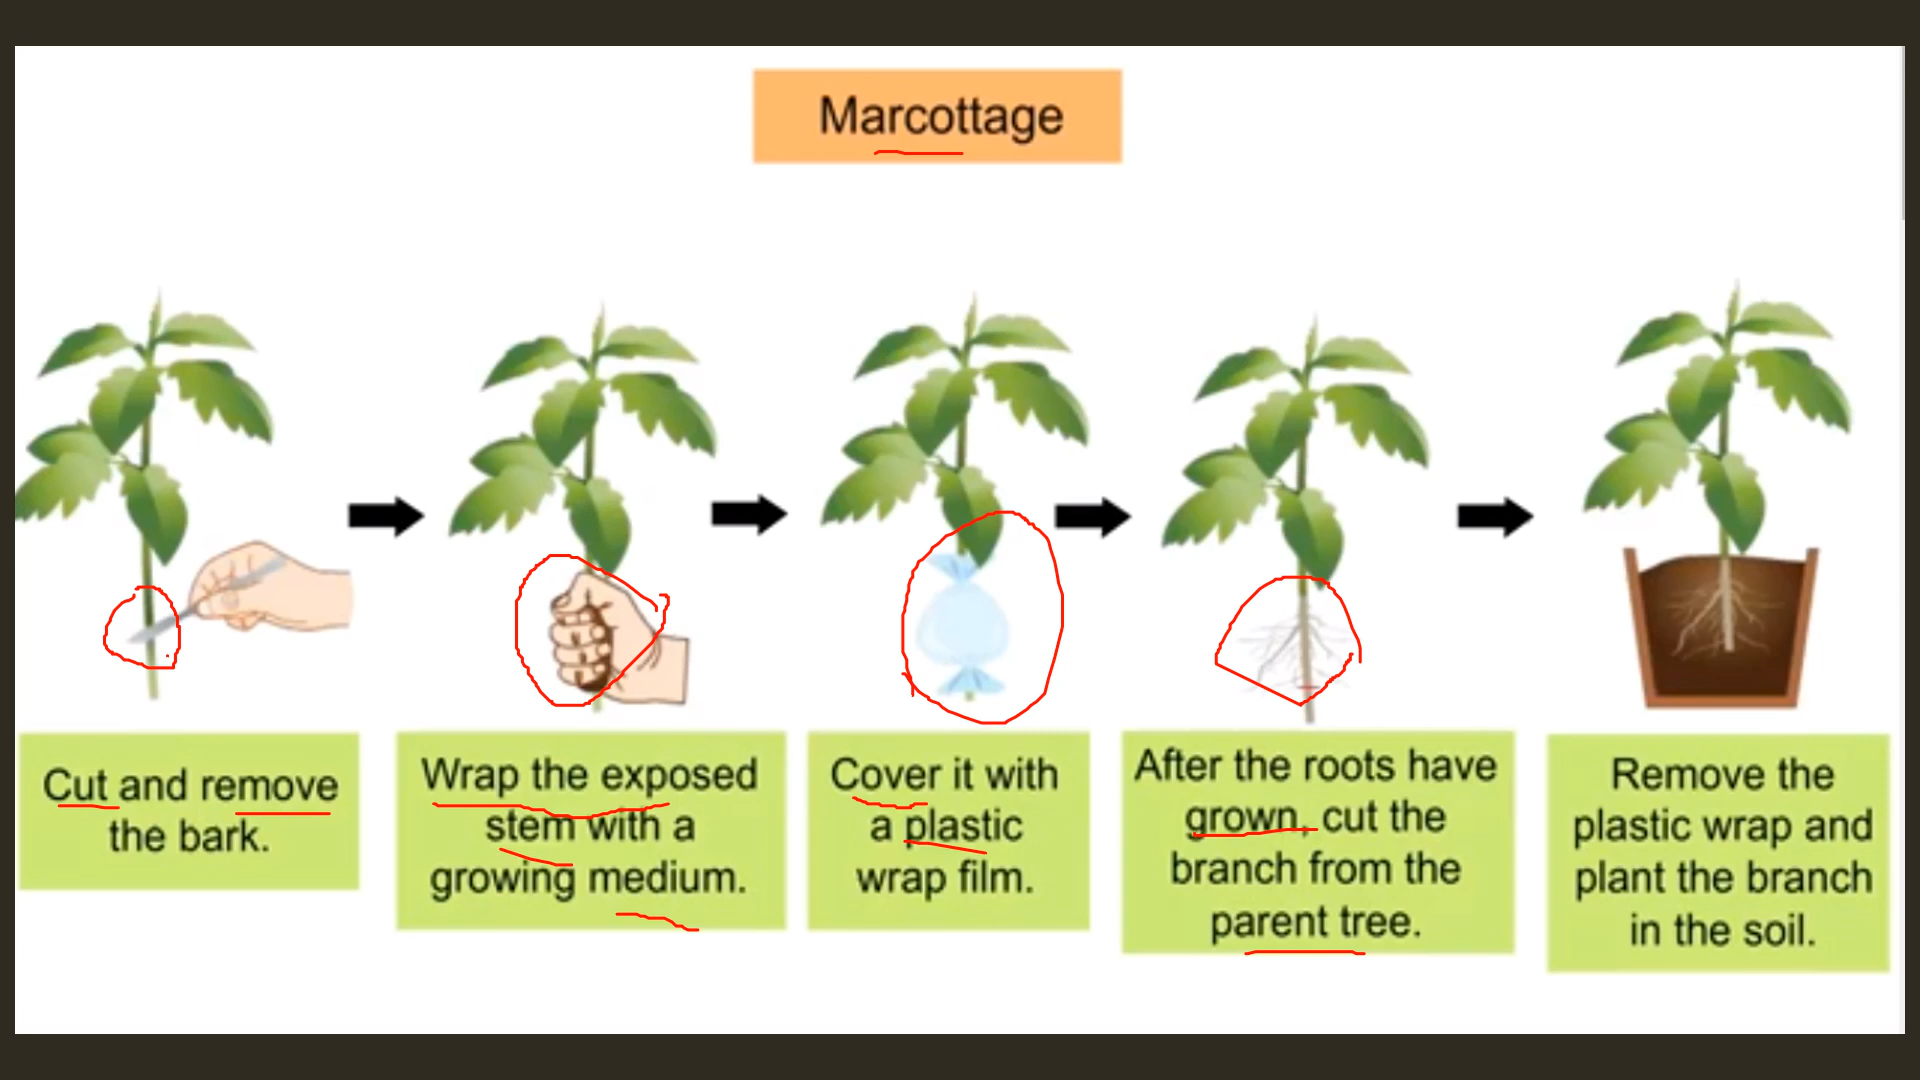 Marcottage
Cut and remove
the bark.
Wrap the exposed
stem with a
growing medium.
Cover it with
a plastic
wrap film.
After the roots have
grown, cut the
branch from the
parent tree.
Remove the
plastic wrap and
plant the branch
in the soil.